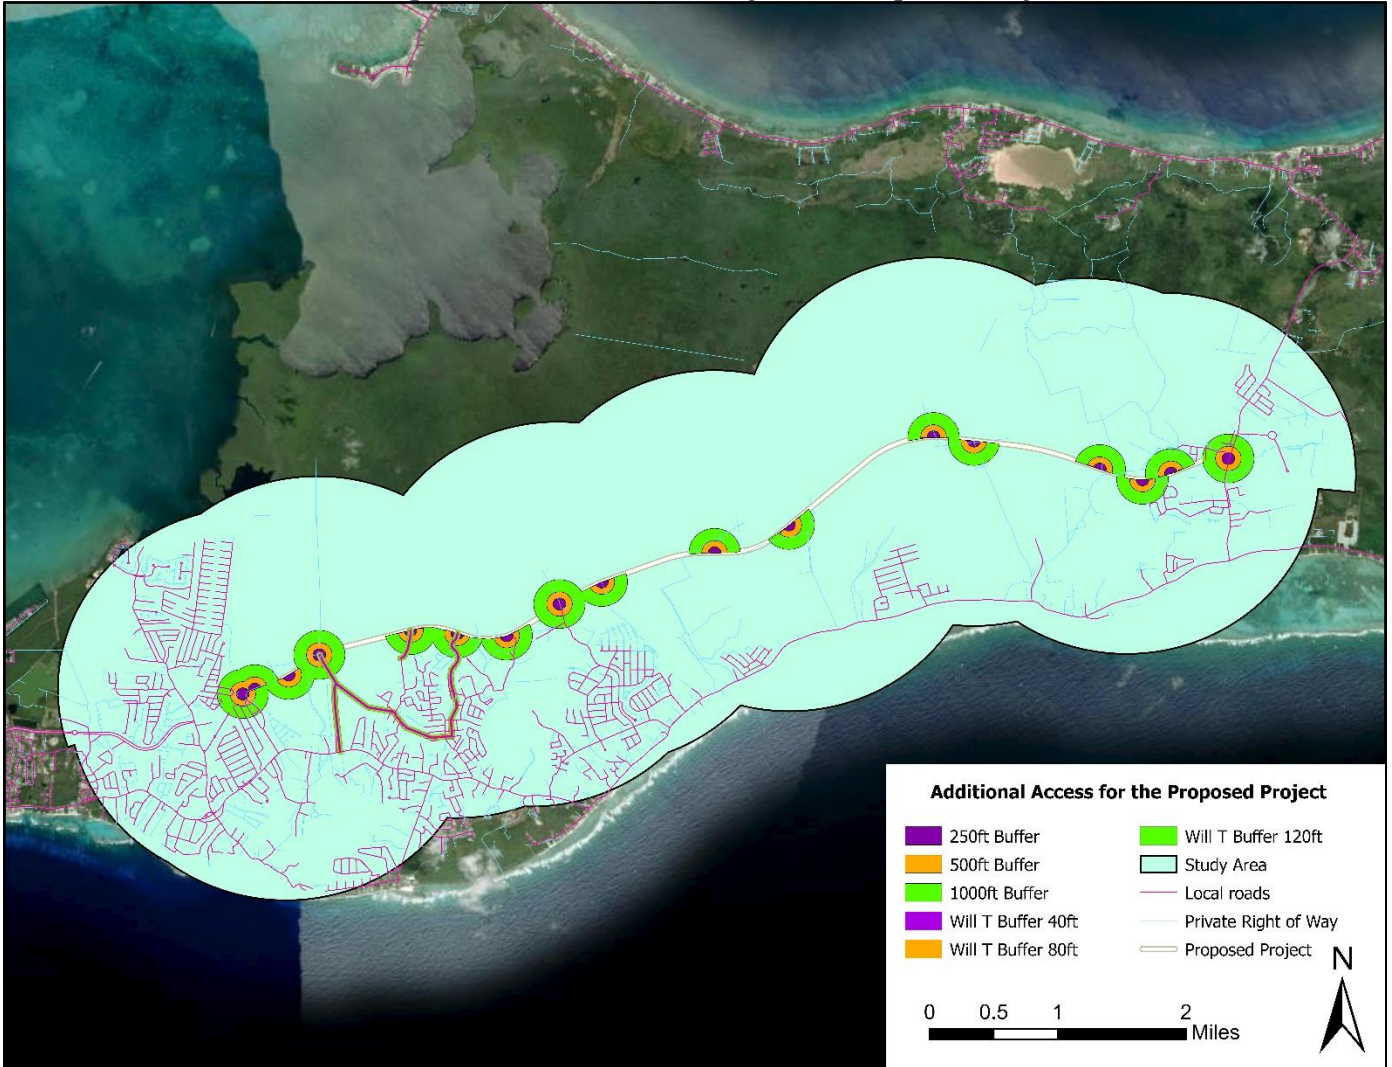 Additional Access for the Proposed Project
250ft Buffer
500ft Buffer
1000ft Buffer
Will T Buffer 40ft
Will T Buffer 80ft
Will T Buffer 120ft
Study Area
Local roads
Private Right of Way
Proposed Project
N
0 0.5 1 2
Miles